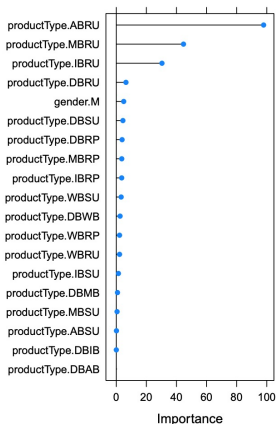 productType.ABRU
productType.MBRU
productType.IBRU
productType.DBRU
gender.M
productType.DBSU
productType.DBRP
productType.MBRP
productType.IBRP
productType.WBSU
productType.DBWB
productType.WBRP
productType.WBRU
productType.IBSU
productType.DBMB
productType.MBSU
productType.ABSU
productType.DBIB
productType.DBAB
0 20 40 60 80 100
Importance